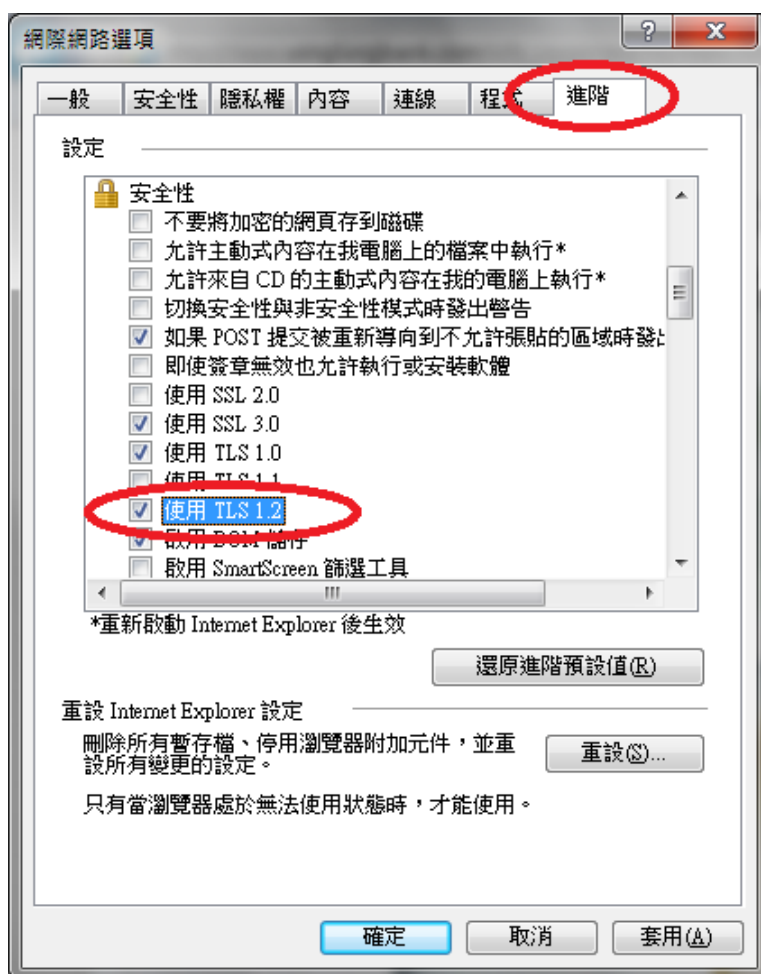 網際網路選項
一般 安全性 隱私權 內容 連線 程式 進階
設定
安全性
不要將加密的網頁存到磁碟
允許主動式內容在我電腦上的檔案中執行*
允許來自 CD 的主動式內容在我的電腦上執行*
切換安全性與非安全性模式時發出警告
如果 POST 提交被重新導向到不允許張貼的區域時發出
即使簽章無效也允許執行或安裝軟體
使用 SSL 2.0
使用 SSL 3.0
使用 TLS 1.0
使用 TLS 1.1
使用 TLS 1.2
啟用 DOM 儲存
啟用 SmartScreen 篩選工具
*重新啟動 Internet Explorer 後生效
還原進階預設值(R)
重設 Internet Explorer 設定
刪除所有暫存檔、停用瀏覽器附加元件，並重
設所有變更的設定。
重設(S)...
只有當瀏覽器處於無法使用狀態時，才能使用。
確定 取消 套用(A)